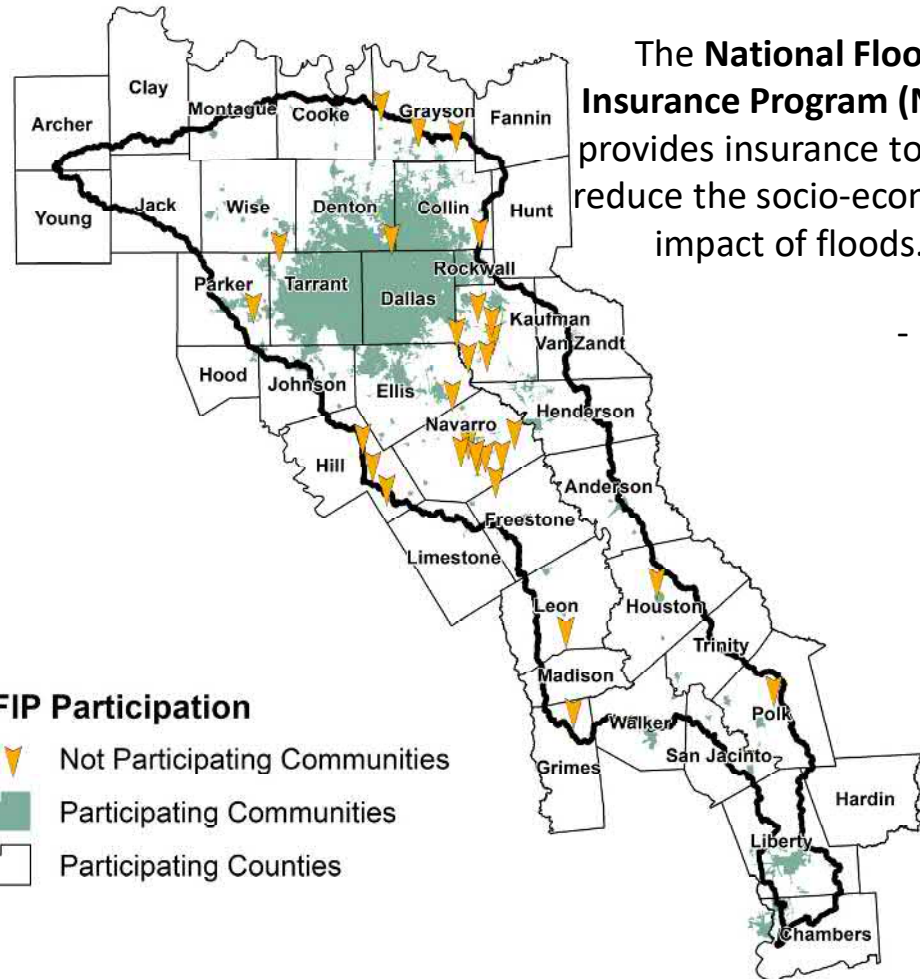 The National Floo
Insurance Program (N
provides insurance to
reduce the socio-econ
impact of floods.
-
Clay
Archer
Montague
Cooke
Grayson
Fannin
Young
Jack
Wise
Denton
Collin
Hunt
Parker
Tarrant
Dallas
Rockwall
Kaufman
Van Zandt
Hood
Johnson
Ellis
Henderson
Navarro
Hill
Anderson
Freestone
Limestone
Leon
Houston
Trinity
Madison
Polk
Walker
San Jacinto
Grimes
Hardin
Liberty
Chambers
FIP Participation
Not Participating Communities
Participating Communities
Participating Counties